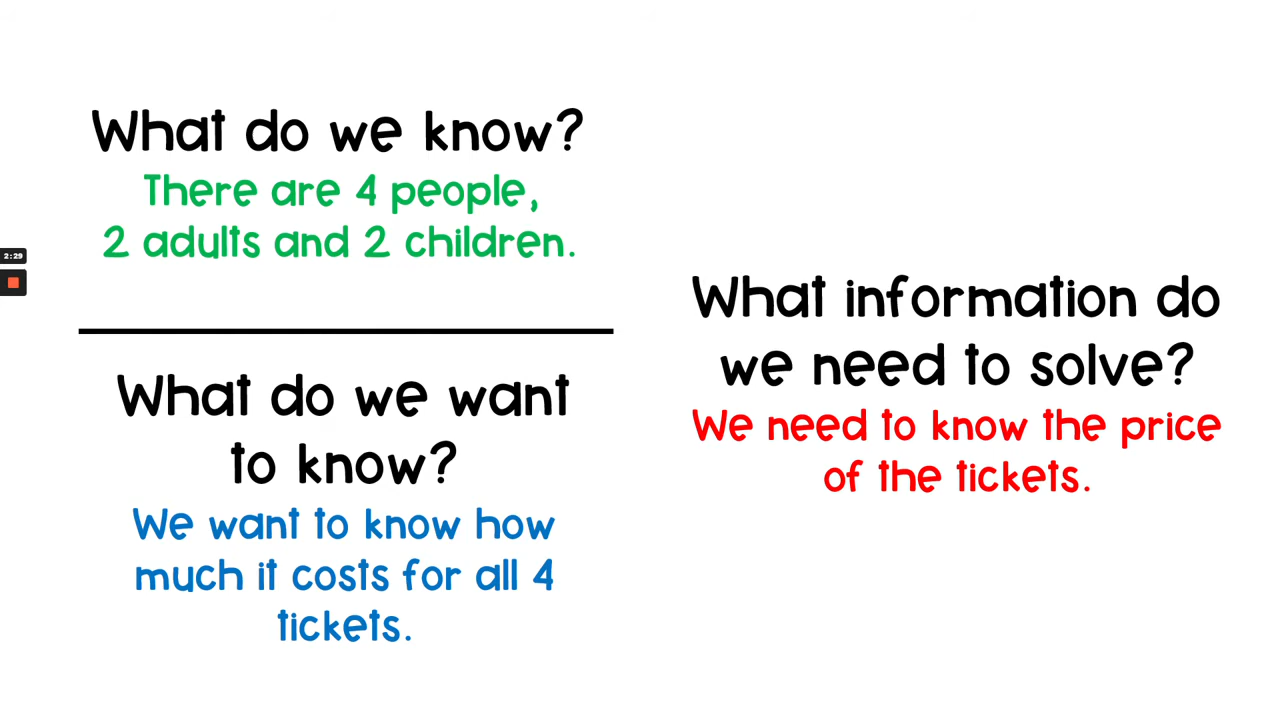 What do we know?
There are 4 people,
2 adults and 2 children.
2:29
What do we want
to know?
We want to know how
much it costs for all 4
tickets.
What information do
we need to solve?
We need to know the price
of the tickets.